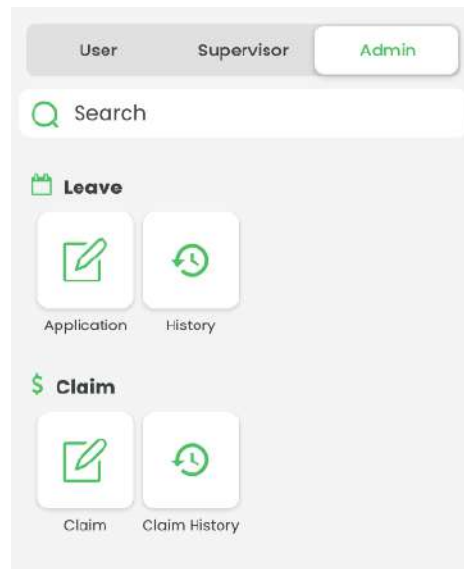 User Supervisor Admin
Search
Leave
Application History
$ Claim
Claim Claim History